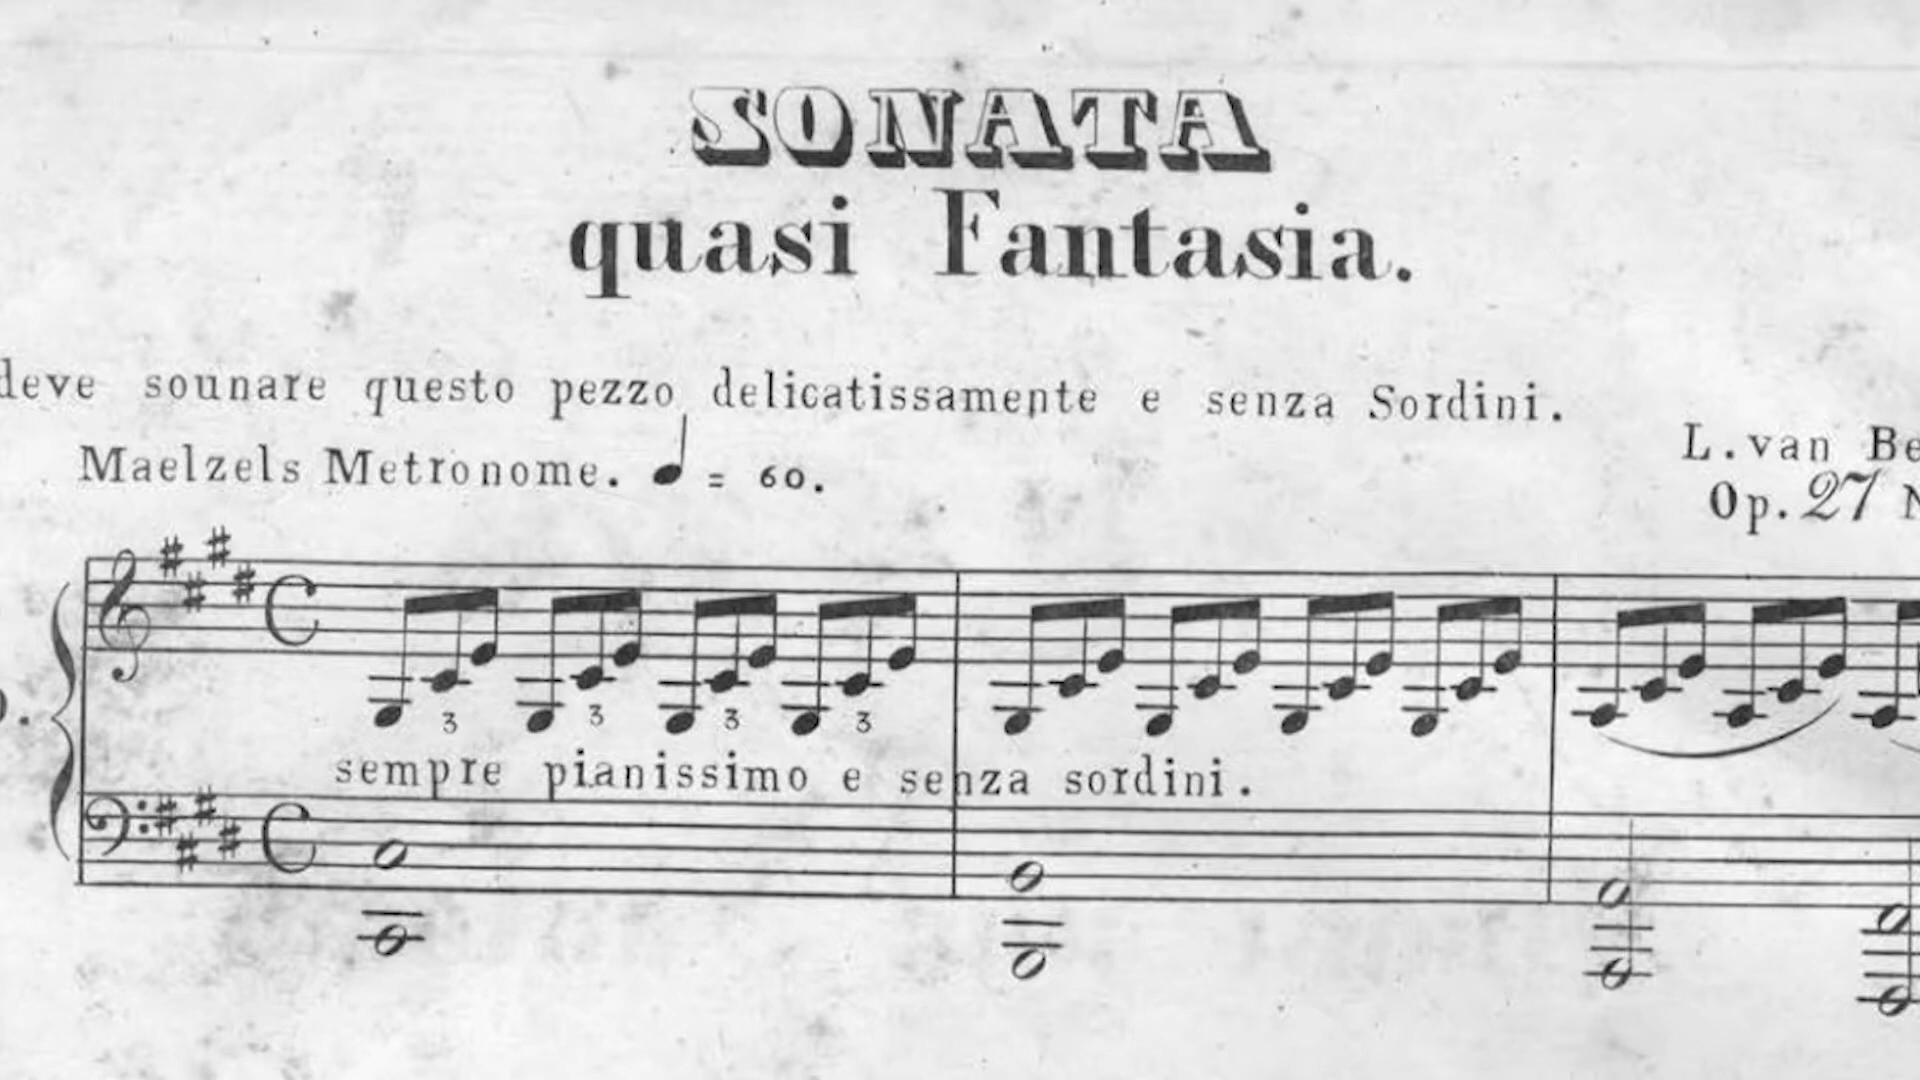 SONATA
quasi Fantasia.
deve sounare questo pezzo delicatissamente e senza Sordini.
Maelzels Metronome. ♩ = 60.
L. van Be
Op. 27 N
3 3 3 3
sempre pianissimo e senza sordini.